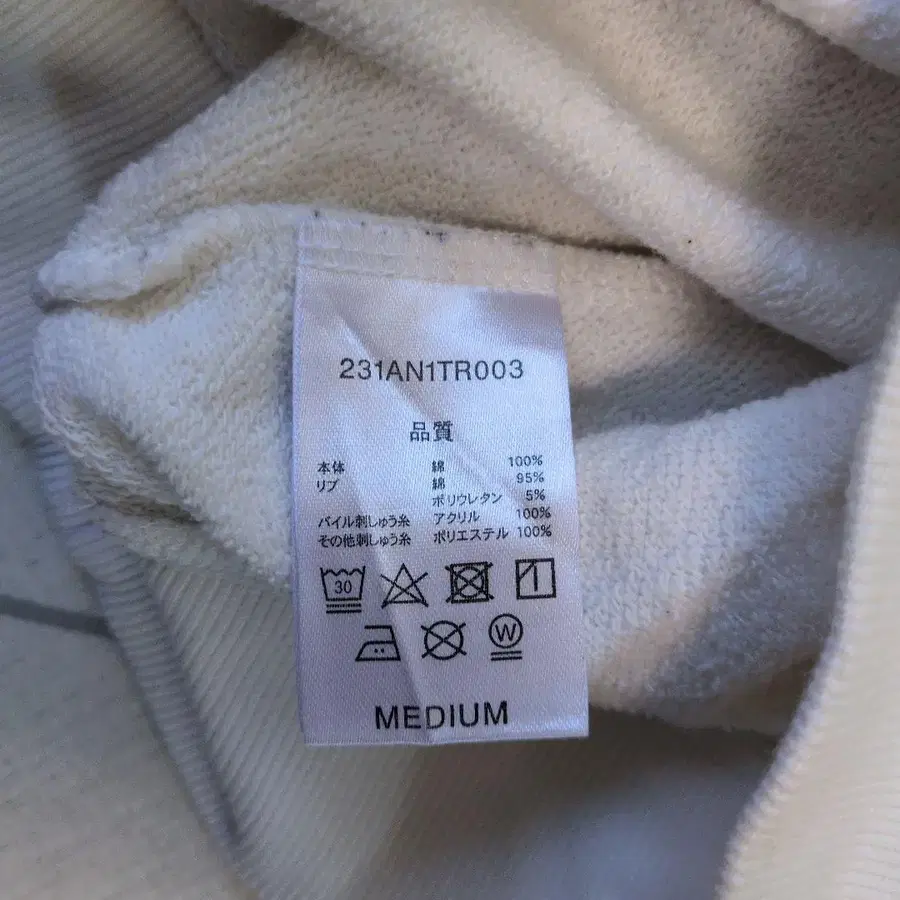 231AN1TR003
品質
本体 綿 100%
リブ 綿 95%
ポリウレタン 5%
パイル刺しゅう糸 アクリル 100%
その他刺しゅう糸 ポリエステル 100%
30
W
MEDIUM